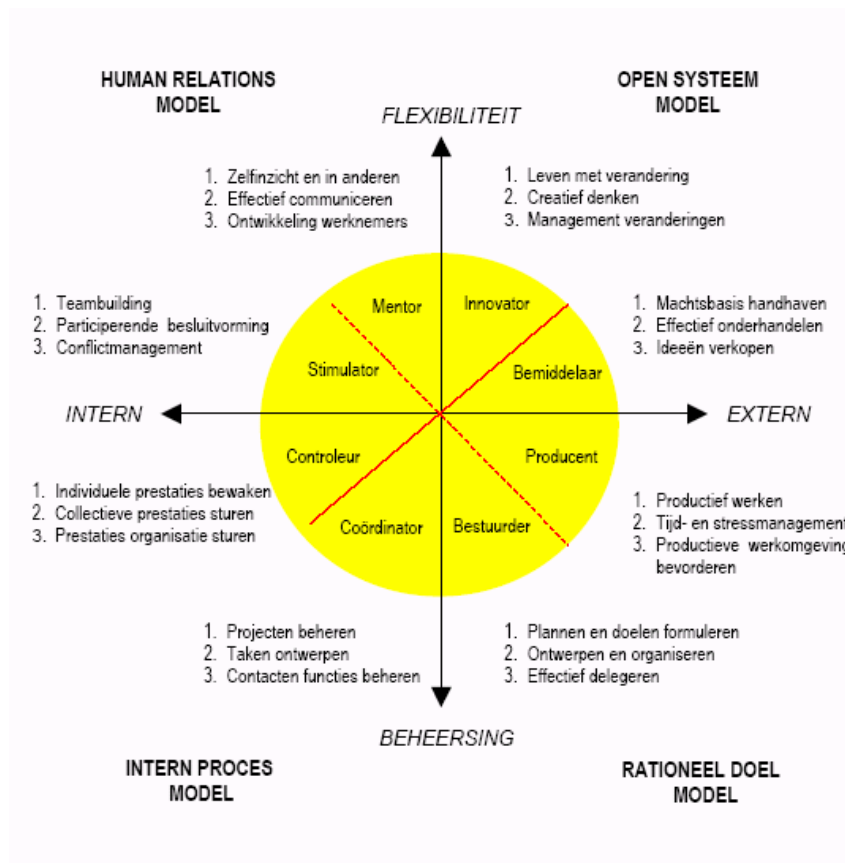 HUMAN RELATIONS
MODEL
OPEN SYSTEEM
MODEL
FLEXIBILITEIT
1. Zelfinzicht en in anderen
2. Effectief communiceren
3. Ontwikkeling werknemers
1. Leven met verandering
2. Creatief denken
3. Management veranderingen
1. Teambuilding
2. Participerende besluitvorming
3. Conflictmanagement
Mentor
Innovator
1. Machtsbasis handhaven
2. Effectief onderhandelen
3. Ideeën verkopen
Stimulator
Bemiddelaar
INTERN
EXTERN
Controleur
Producent
1. Individuele prestaties bewaken
2. Collectieve prestaties sturen
3. Prestaties organisatie sturen
Coördinator
Bestuurder
1. Productief werken
2. Tijd- en stressmanagement
3. Productieve werkomgeving
bevorderen
1. Projecten beheren
2. Taken ontwerpen
3. Contacten functies beheren
1. Plannen en doelen formuleren
2. Ontwerpen en organiseren
3. Effectief delegeren
BEHEERSING
INTERN PROCES
MODEL
RATIONEEL DOEL
MODEL